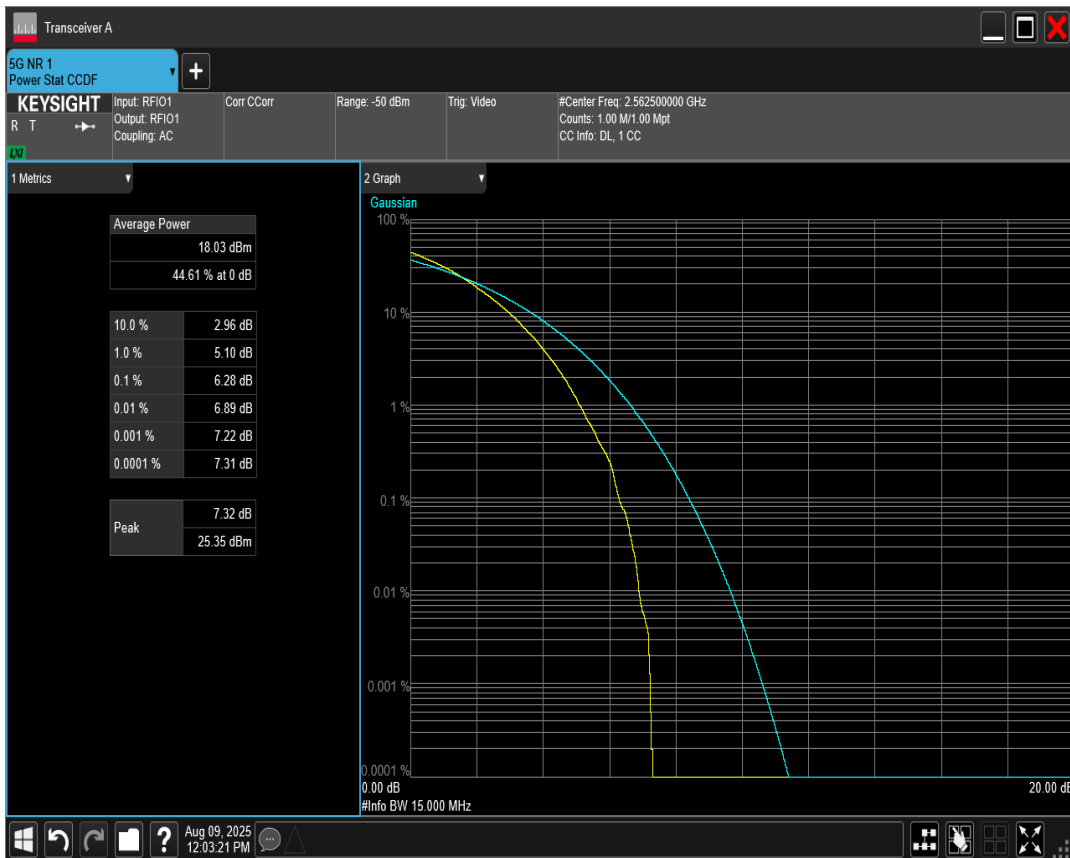 Transceiver A
5G NR 1
Power Stat CCDF
+
KEYSIGHT
R T
LXI
Input: RFIO1
Output: RFIO1
Coupling: AC
Corr CCorr
Range: -50 dBm
Trig: Video
#Center Freq: 2.562500000 GHz
Counts: 1.00 M/1.00 Mpt
CC Info: DL, 1 CC
1 Metrics
Average Power
18.03 dBm
44.61 % at 0 dB
10.0 % 2.96 dB
1.0 % 5.10 dB
0.1 % 6.28 dB
0.01 % 6.89 dB
0.001 % 7.22 dB
0.0001 % 7.31 dB
Peak
7.32 dB
25.35 dBm
2 Graph
Gaussian
100 %
10 %
1 %
0.1 %
0.01 %
0.001 %
0.0001 %
0.00 dB
20.00 dB
#Info BW 15.000 MHz
?
Aug 09, 2025
12:03:21 PM